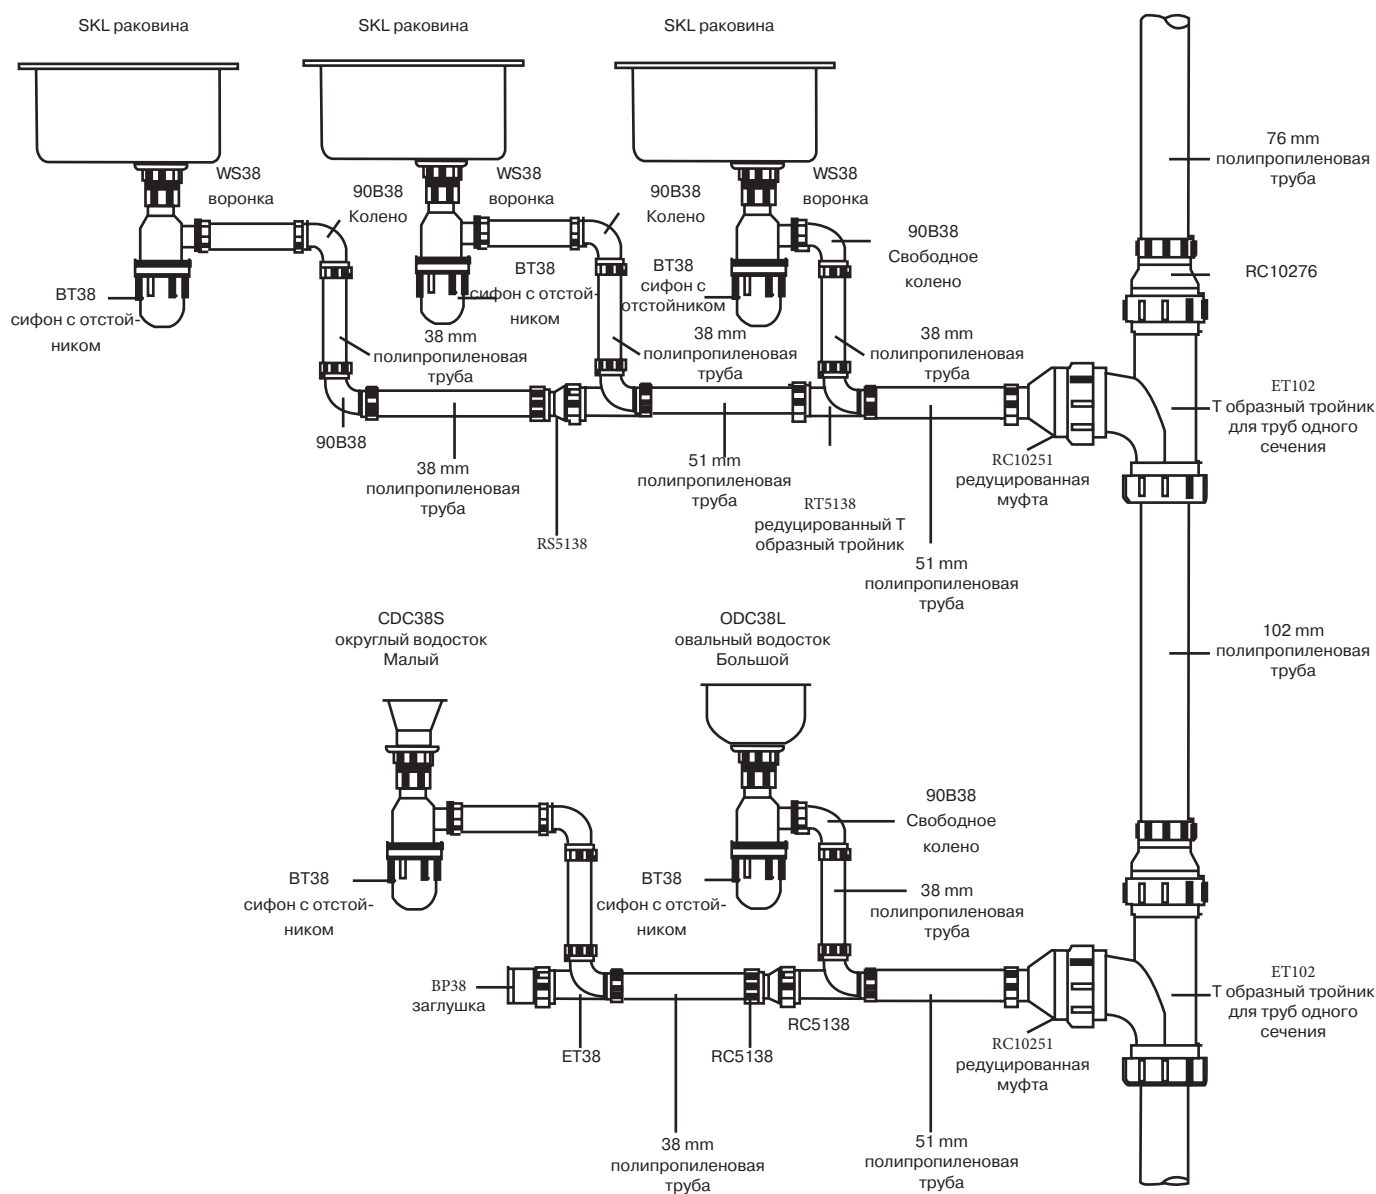 SKL раковина
SKL раковина
SKL раковина
WS38
воронка
90B38
Колено
WS38
воронка
90B38
Колено
WS38
воронка
90B38
Свободное
колено
76 mm
полипропиленовая
труба
RC10276
BT38
сифон с отстой-
ником
BT38
сифон с отстой-
ником
BT38
сифон с
отстойником
38 mm
полипропиленовая
труба
38 mm
полипропиленовая
труба
38 mm
полипропиленовая
труба
ET102
Т образный тройник
для труб одного
сечения
90B38
38 mm
полипропиленовая
труба
RS5138
51 mm
полипропиленовая
труба
RT5138
редуцированный Т
образный тройник
RC10251
редуцированная
муфта
51 mm
полипропиленовая
труба
102 mm
полипропиленовая
труба
CDC38S
округлый водосток
Малый
ODC38L
овальный водосток
Большой
90B38
Свободное
колено
BT38
сифон с отстой-
ником
BT38
сифон с отстой-
ником
38 mm
полипропиленовая
труба
BP38
заглушка
ET38
RC5138
RC5138
RC10251
редуцированная
муфта
ET102
Т образный тройник
для труб одного
сечения
38 mm
полипропиленовая
труба
51 mm
полипропиленовая
труба